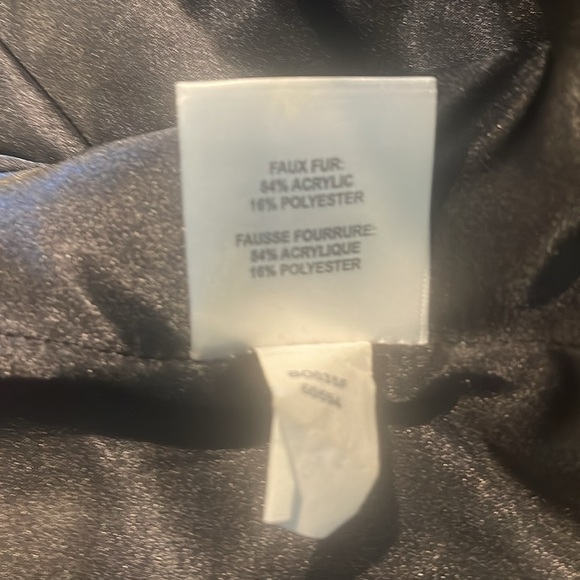 FAUX FUR:
84% ACRYLIC
16% POLYESTER
FAUSSE FOURRURE:
84% ACRYLIQUE
16% POLYESTER